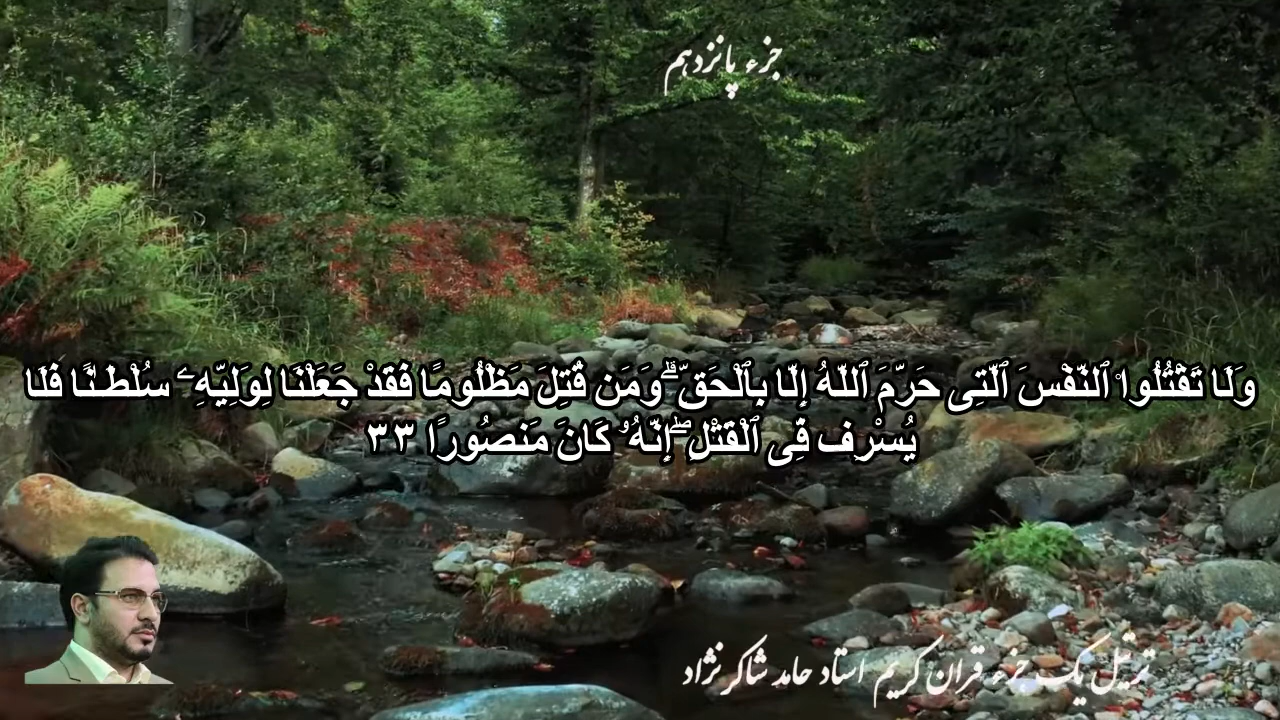 جزء پانزدهم
وَلَا تَقْتُلُوا۟ ٱلنَّفْسَ ٱلَّتِى حَرَّمَ ٱللَّهُ إِلَّا بِٱلْحَقِّ ۗ وَمَن قُتِلَ مَظْلُومًا فَقَدْ جَعَلْنَا لِوَلِيِّهِۦ سُلْطَـٰنًا فَلَا
يُسْرِف فِّى ٱلْقَتْلِ ۖ إِنَّهُۥ كَانَ مَنصُورًا ٣٣
ترتیل یک جزء قرآن کریم استاد حامد شاکرنژاد